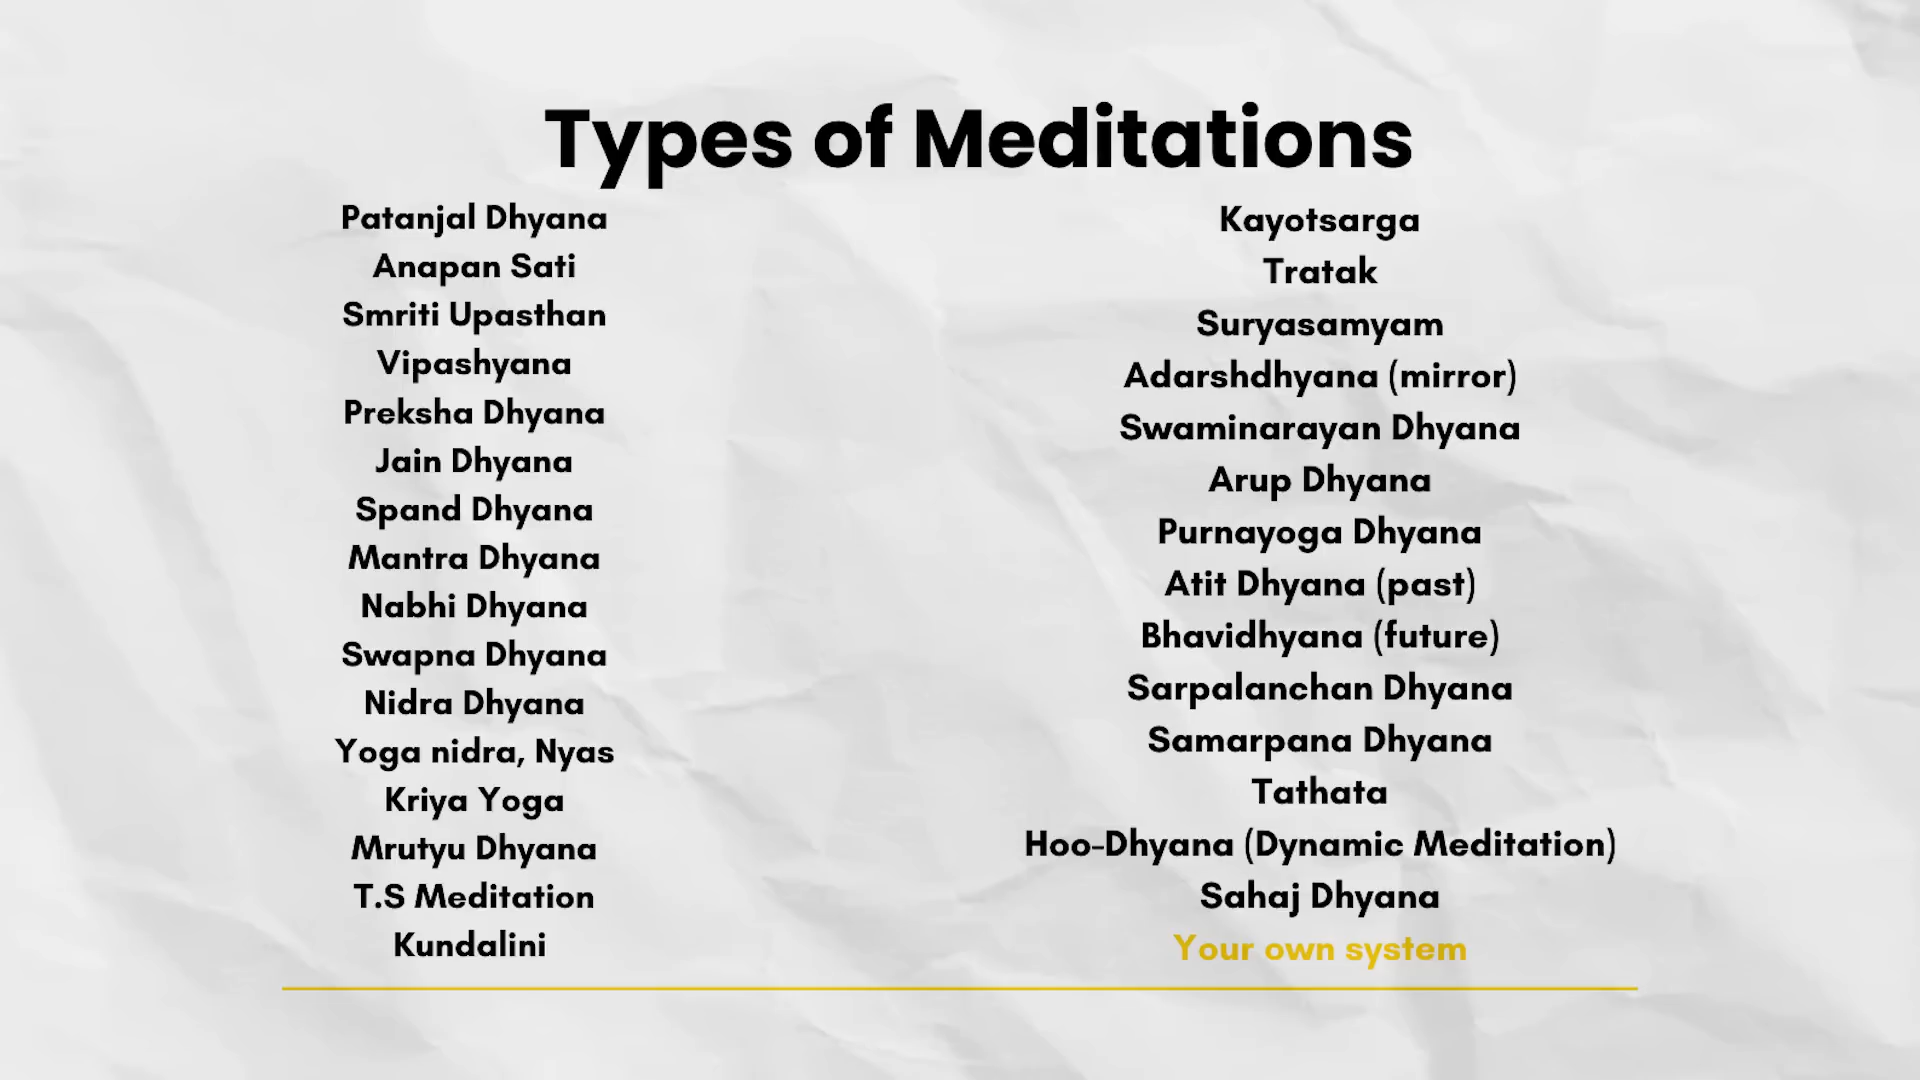 Types of Meditations
Patanjal Dhyana
Anapan Sati
Smriti Upasthan
Vipashyana
Preksha Dhyana
Jain Dhyana
Spand Dhyana
Mantra Dhyana
Nabhi Dhyana
Swapna Dhyana
Nidra Dhyana
Yoga nidra, Nyas
Kriya Yoga
Mrutyu Dhyana
T.S Meditation
Kundalini
Kayotsarga
Tratak
Suryasamyam
Adarshdhyana (mirror)
Swaminarayan Dhyana
Arup Dhyana
Purnayoga Dhyana
Atit Dhyana (past)
Bhavidhyana (future)
Sarpalanchan Dhyana
Samarpana Dhyana
Tathata
Hoo-Dhyana (Dynamic Meditation)
Sahaj Dhyana
Your own system